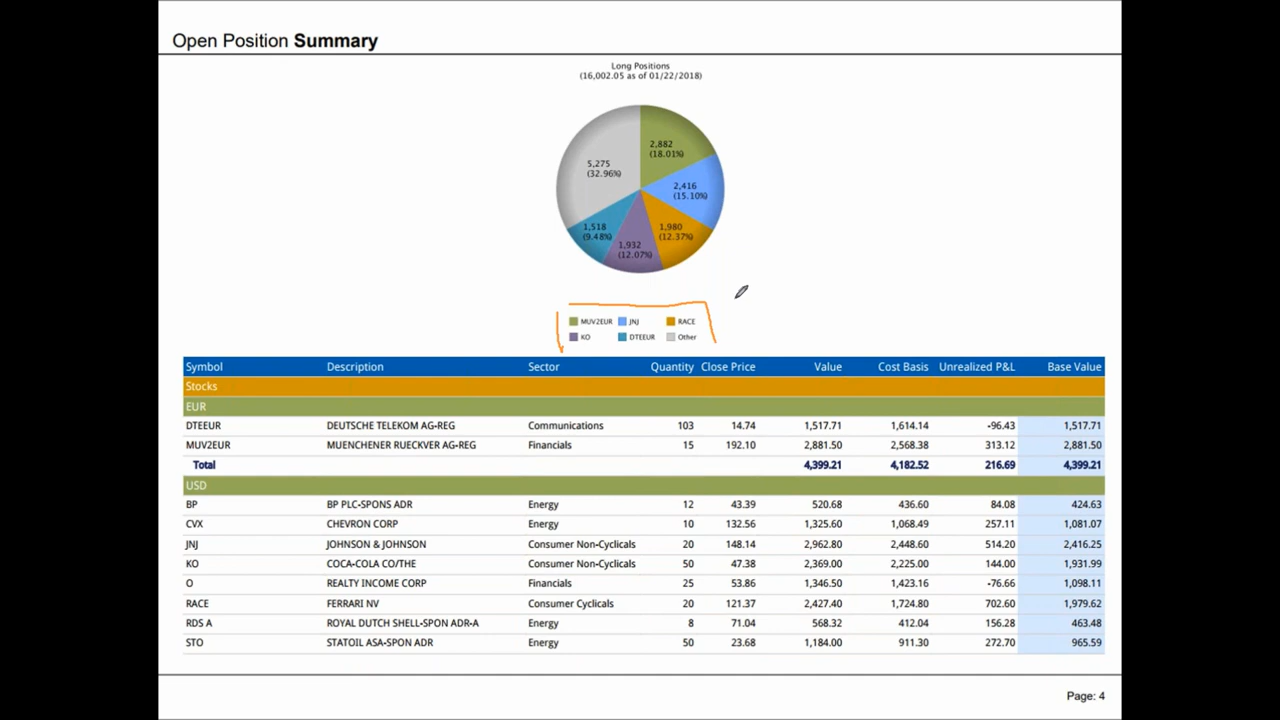 Open Position Summary
Long Positions
(16,002.05 as of 01/22/2018)
2,882
(18.01%)
5,275
(32.96%)
2,416
(15.10%)
1,518
(9.48%)
1,980
(12.37%)
1,932
(12.07%)
MUV2EUR JNJ RACE
KO DTEEUR Other
Symbol Description Sector Quantity Close Price Value Cost Basis Unrealized P&L Base Value
Stocks
EUR
DTEEUR DEUTSCHE TELEKOM AG-REG Communications 103 14.74 1,517.71 1,614.14 -96.43 1,517.71
MUV2EUR MUENCHENER RUECKVER AG-REG Financials 15 192.10 2,881.50 2,568.38 313.12 2,881.50
Total 4,399.21 4,182.52 216.69 4,399.21
USD
BP BP PLC-SPONS ADR Energy 12 43.39 520.68 436.60 84.08 424.63
CVX CHEVRON CORP Energy 10 132.56 1,325.60 1,068.49 257.11 1,081.07
JNJ JOHNSON & JOHNSON Consumer Non-Cyclicals 20 148.14 2,962.80 2,448.60 514.20 2,416.25
KO COCA-COLA CO/THE Consumer Non-Cyclicals 50 47.38 2,369.00 2,225.00 144.00 1,931.99
O REALTY INCOME CORP Financials 25 53.86 1,346.50 1,423.16 -76.66 1,098.11
RACE FERRARI NV Consumer Cyclicals 20 121.37 2,427.40 1,724.80 702.60 1,979.62
RDS A ROYAL DUTCH SHELL-SPON ADR-A Energy 8 71.04 568.32 412.04 156.28 463.48
STO STATOIL ASA-SPON ADR Energy 50 23.68 1,184.00 911.30 272.70 965.59
Page: 4